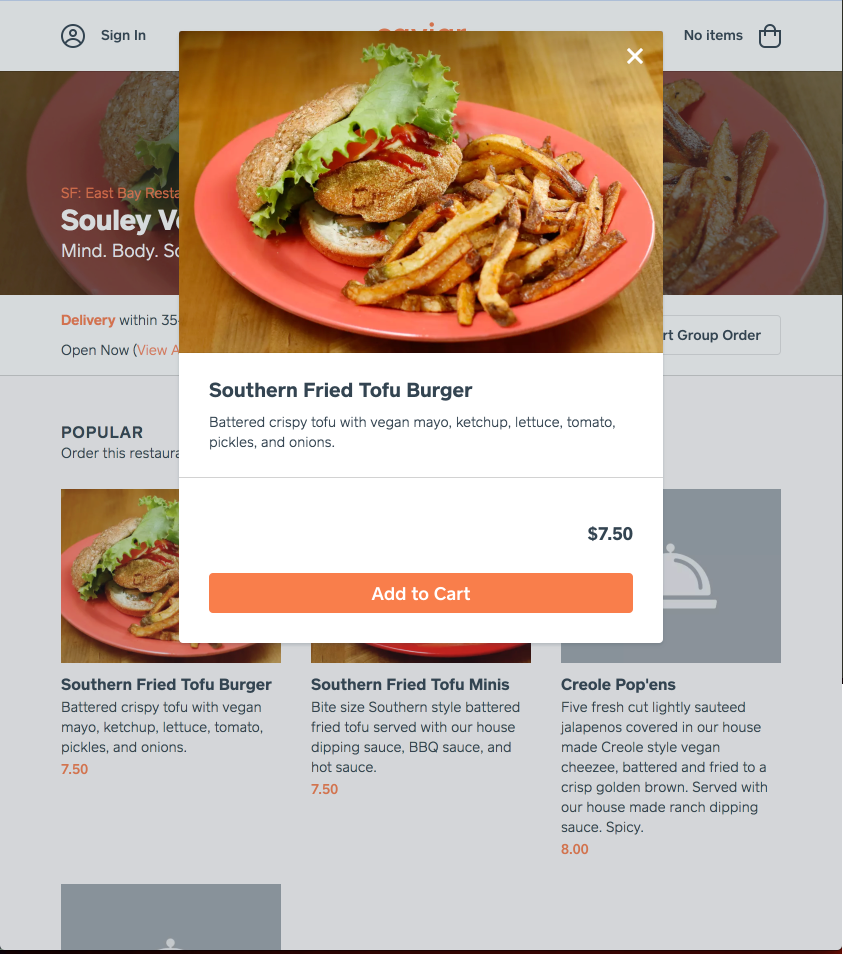 Sign In
caviar
No items
SF: East Bay Resta
Souley Ve
Mind. Body. So
Delivery within 35
Open Now (View A
rt Group Order
Southern Fried Tofu Burger
Battered crispy tofu with vegan mayo, ketchup, lettuce, tomato,
pickles, and onions.
$7.50
Add to Cart
POPULAR
Order this restaura
Southern Fried Tofu Burger
Battered crispy tofu with vegan
mayo, ketchup, lettuce, tomato,
pickles, and onions.
7.50
Southern Fried Tofu Minis
Bite size Southern style battered
fried tofu served with our house
dipping sauce, BBQ sauce, and
hot sauce.
7.50
Creole Pop'ens
Five fresh cut lightly sauteed
jalapenos covered in our house
made Creole style vegan
cheezee, battered and fried to a
crisp golden brown. Served with
our house made ranch dipping
sauce. Spicy.
8.00